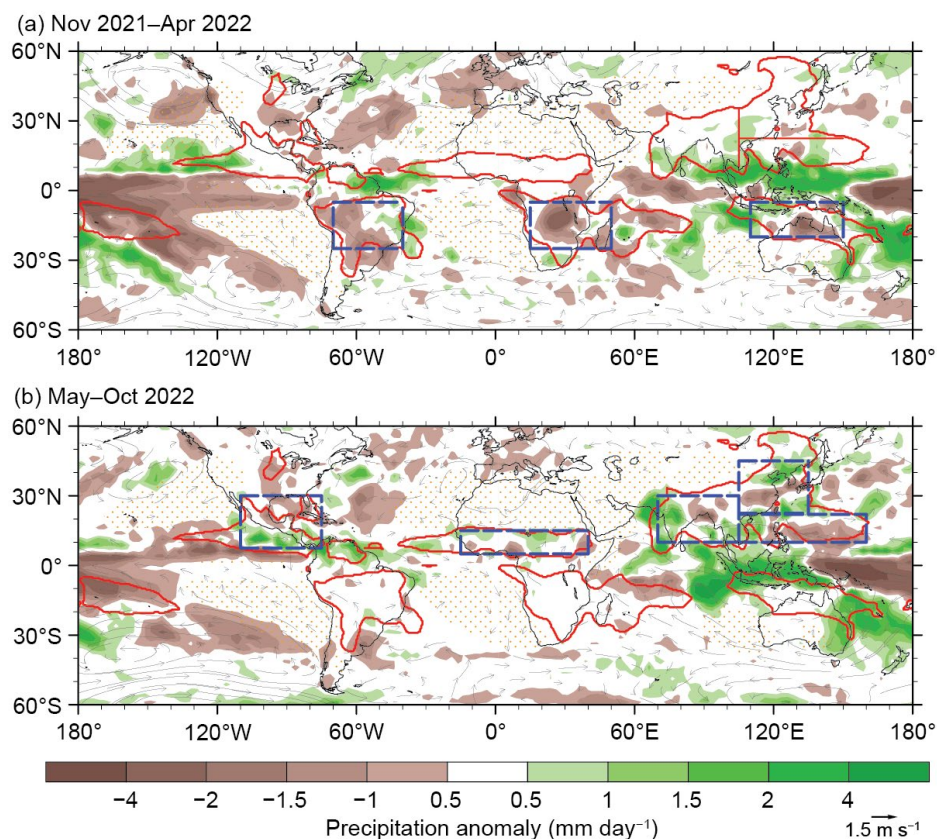 (a) Nov 2021–Apr 2022
60°N
30°N
0°
30°S
60°S
180° 120°W 60°W 0° 60°E 120°E 180°
(b) May–Oct 2022
60°N
30°N
0°
30°S
60°S
180° 120°W 60°W 0° 60°E 120°E 180°
−4 −2 −1.5 −1 0.5 0.5 1 1.5 2 4
Precipitation anomaly (mm day⁻¹) 1.5 m s⁻¹